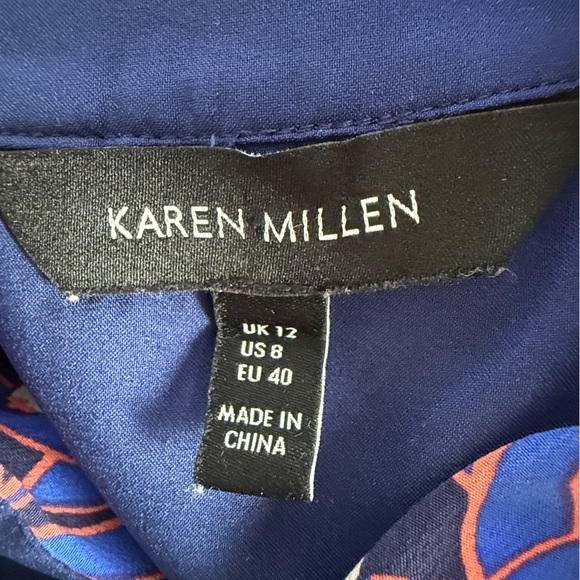 KAREN MILLEN
UK 12
US 8
EU 40
MADE IN
CHINA